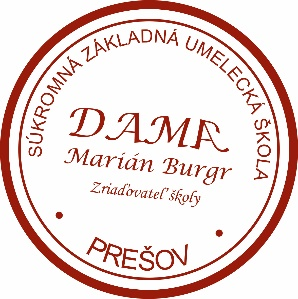 SÚKROMNÁ ZÁKLADNÁ UMELECKÁ ŠKOLA
DAMA
Marián Burgr
Zriaďovateľ školy
• PREŠOV •